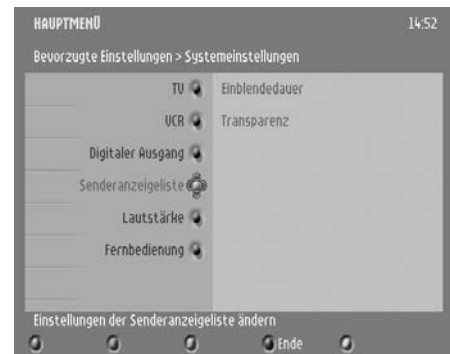 HAUPTMENÜ 14:52
Bevorzugte Einstellungen > Systemeinstellungen
TV Einblendedauer
VCR Transparenz
Digitaler Ausgang
Senderanzeigeliste
Lautstärke
Fernbedienung
Einstellungen der Senderanzeigeliste ändern
Ende